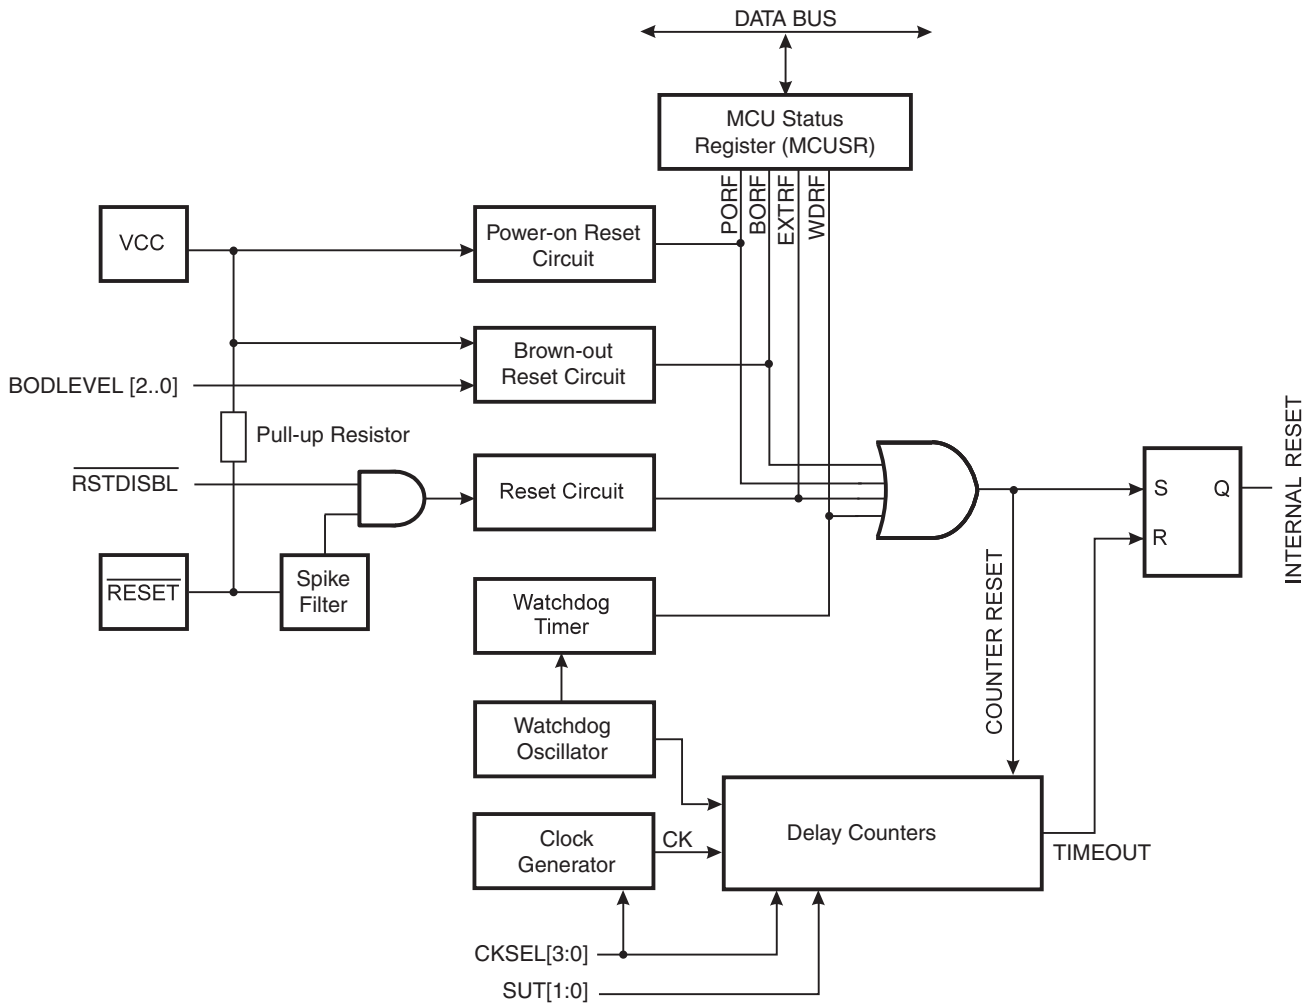 DATA BUS
MCU Status
Register (MCUSR)
PORF
BORF
EXTRF
WDRF
VCC
Power-on Reset
Circuit
Brown-out
Reset Circuit
BODLEVEL [2..0]
Pull-up Resistor
RSTDISBL
Reset Circuit
S
Q
R
INTERNAL RESET
RESET
Spike
Filter
Watchdog
Timer
COUNTER RESET
Watchdog
Oscillator
Clock
Generator
CK
Delay Counters
TIMEOUT
CKSEL[3:0]
SUT[1:0]